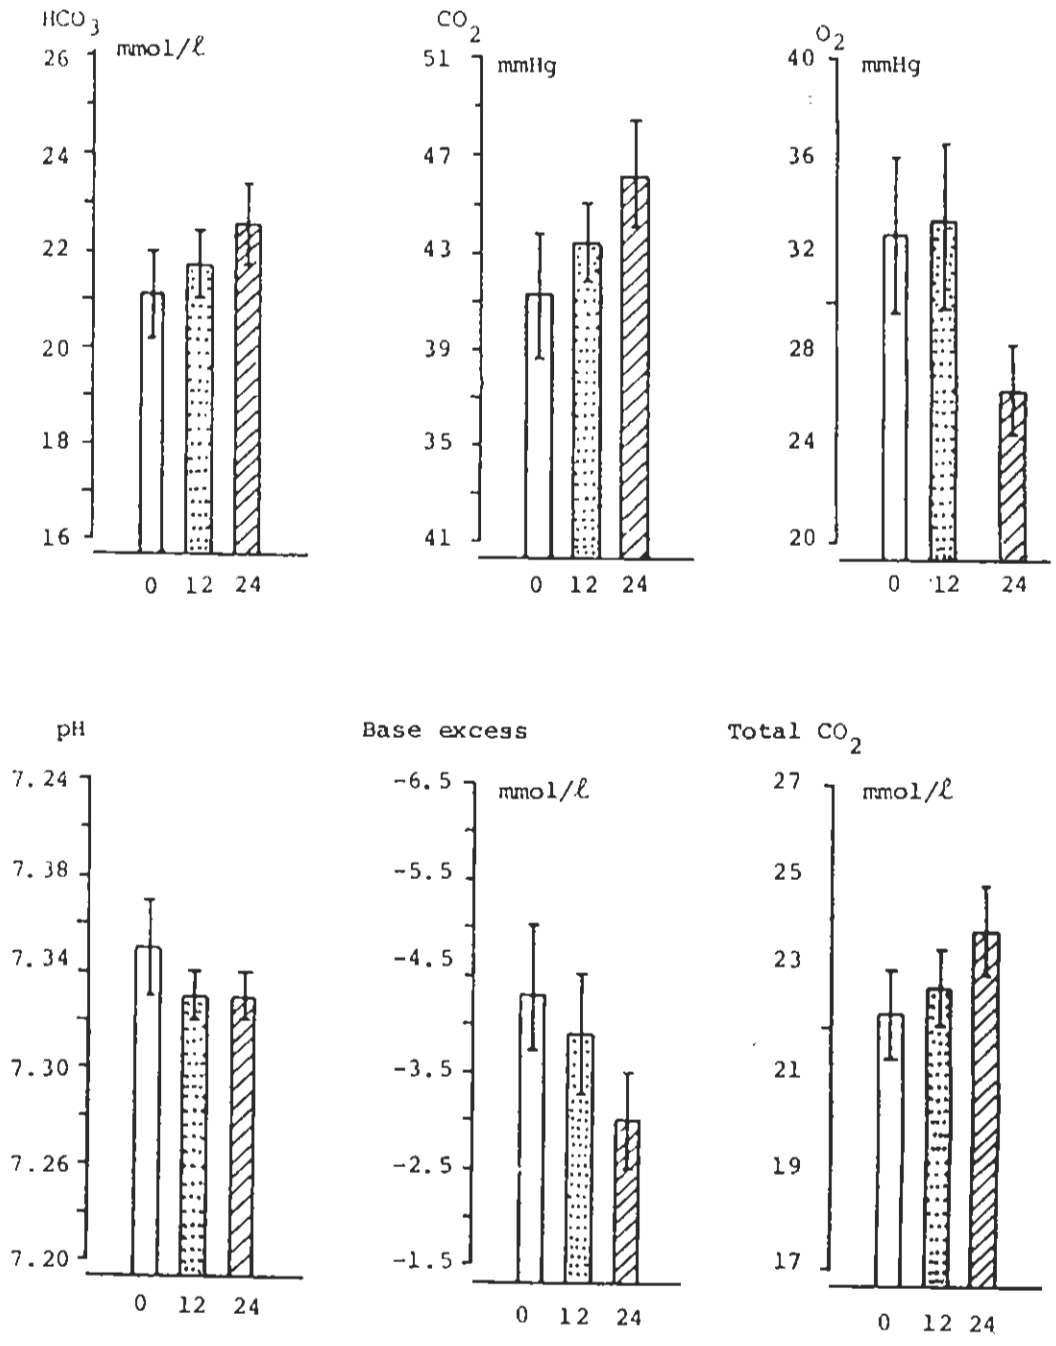 HCO3
mmol/ℓ
26
24
22
20
18
16
0 12 24
CO2
mmHg
51
47
43
39
35
41
0 12 24
O2
mmHg
40
36
32
28
24
20
0 12 24
pH
7.24
7.38
7.34
7.30
7.26
7.20
0 12 24
Base excess
mmol/ℓ
-6.5
-5.5
-4.5
-3.5
-2.5
-1.5
0 12 24
Total CO2
mmol/ℓ
27
25
23
21
19
17
0 12 24